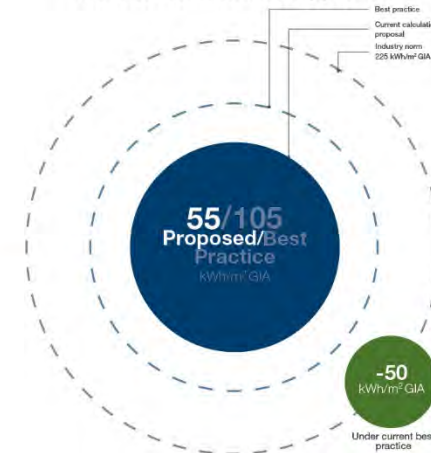 Best practice
Current calculation
proposal
Industry norm
225 kWh/m² GIA
55/105
Proposed/Best
Practice
kWh/m² GIA
-50
kWh/m² GIA
Under current best
practice